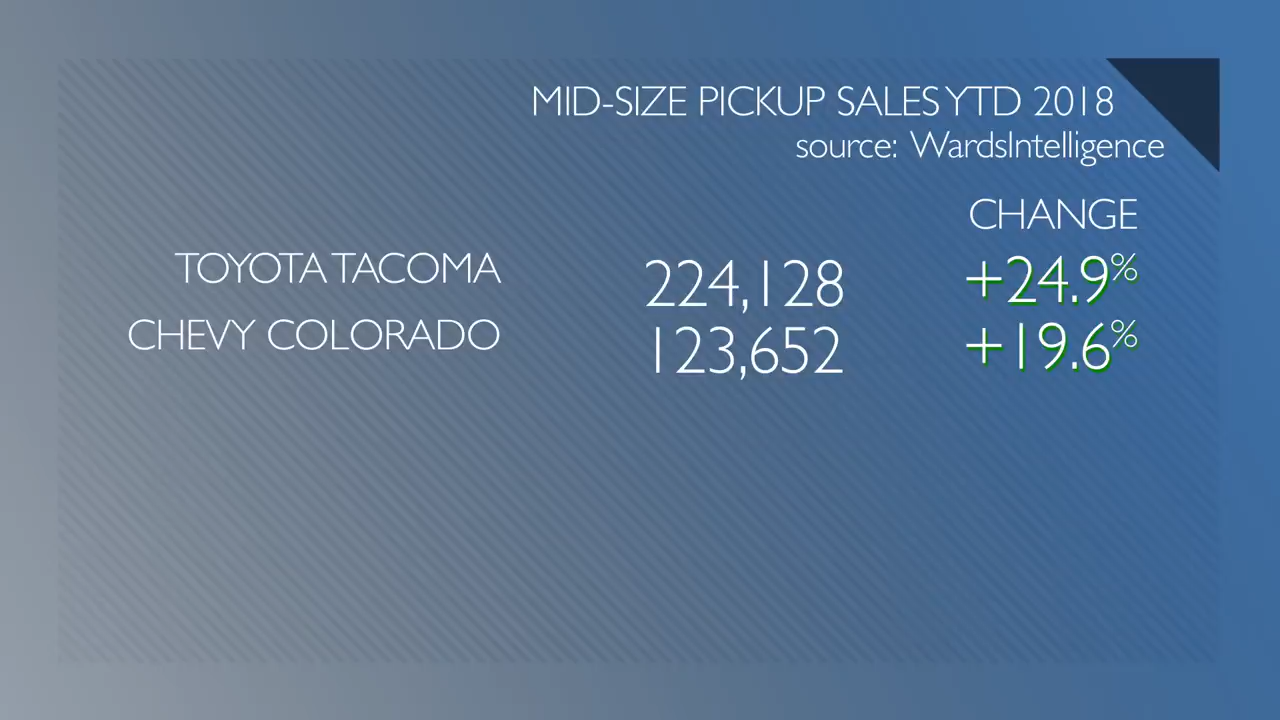 MID-SIZE PICKUP SALES YTD 2018
source: WardsIntelligence
CHANGE
TOYOTA TACOMA 224,128 +24.9%
CHEVY COLORADO 123,652 +19.6%